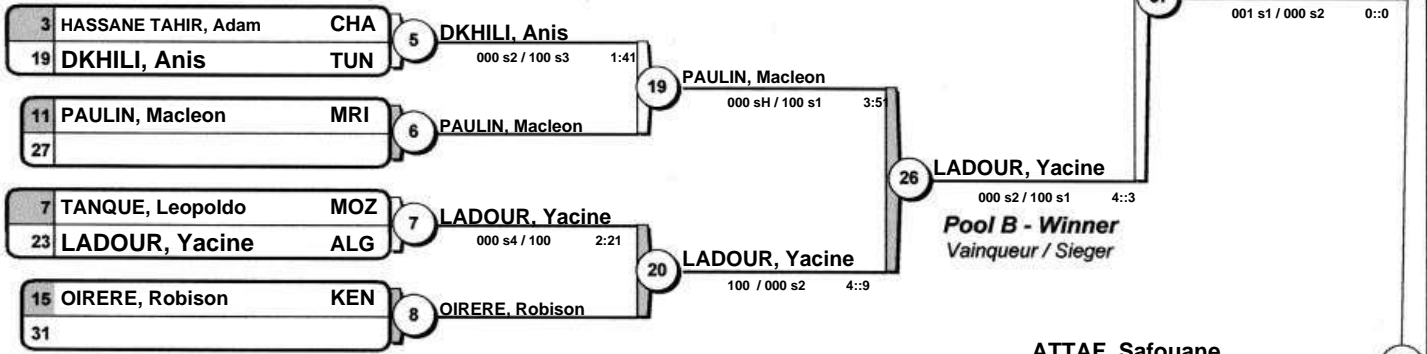 001 s1 / 000 s2 0::0
3 HASSANE TAHIR, Adam CHA
19 DKHILI, Anis TUN
5
DKHILI, Anis
000 s2 / 100 s3 1:41
11 PAULIN, Macleon MRI
27
6
PAULIN, Macleon
19
PAULIN, Macleon
000 sH / 100 s1 3:51
7 TANQUE, Leopoldo MOZ
23 LADOUR, Yacine ALG
7
LADOUR, Yacine
000 s4 / 100 2:21
15 OIRERE, Robison KEN
31
8
OIRERE, Robison
20
LADOUR, Yacine
100 / 000 s2 4::9
26
LADOUR, Yacine
000 s2 / 100 s1 4::3
Pool B - Winner
Vainqueur / Sieger
ATTAF, Safouane